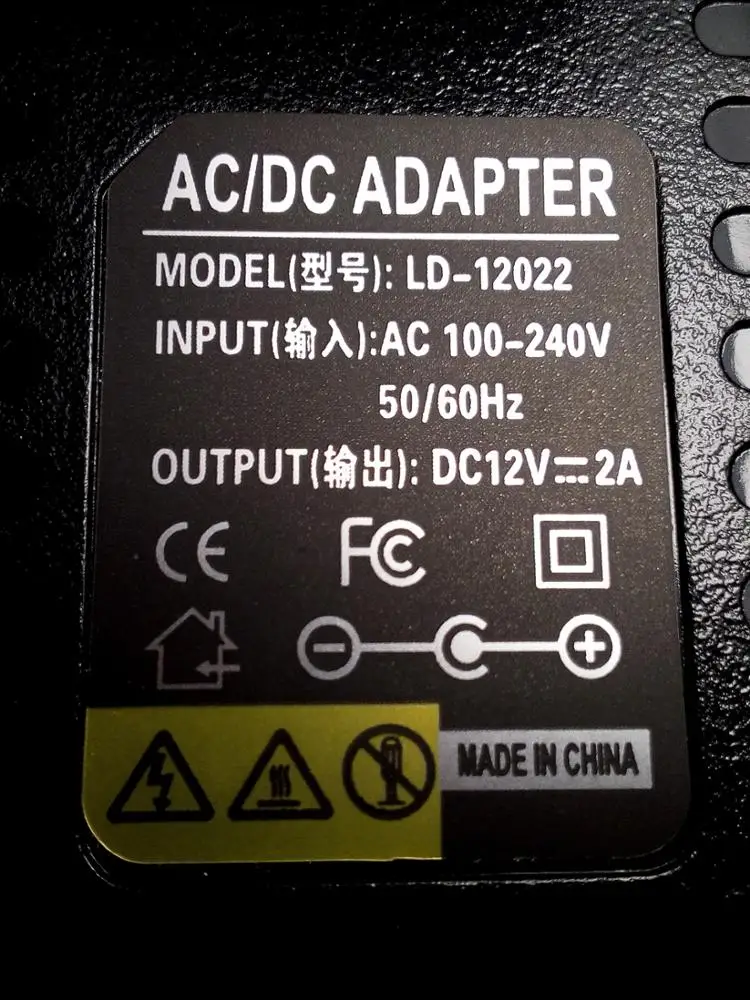 AC/DC ADAPTER
MODEL(型号): LD-12022
INPUT(输入):AC 100-240V
50/60Hz
OUTPUT(输出): DC12V⎓2A
CE FC
MADE IN CHINA